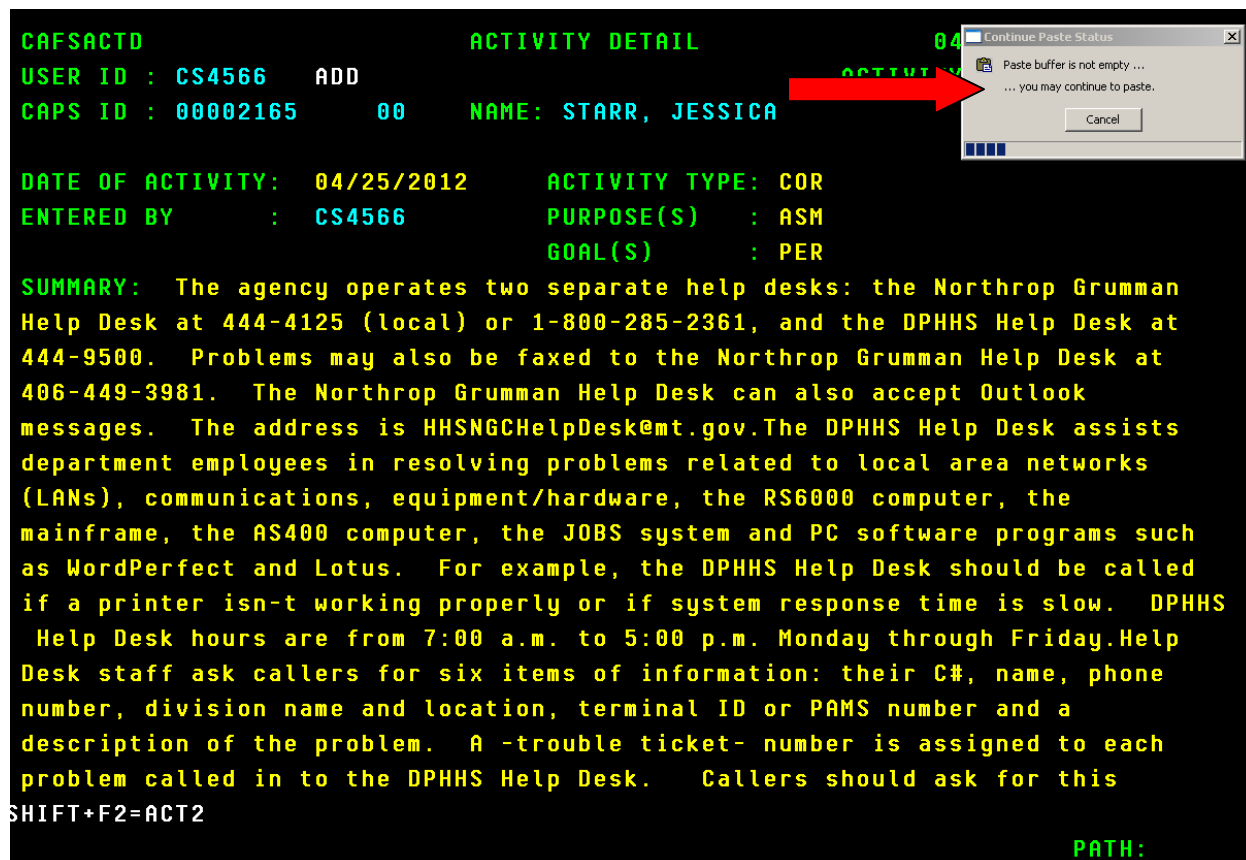 CAFSACTD ACTIVITY DETAIL 04
USER ID : CS4566 ADD ACTIVITY
CAPS ID : 00002165 00 NAME: STARR, JESSICA
Continue Paste Status
Paste buffer is not empty ...
... you may continue to paste.
Cancel
DATE OF ACTIVITY: 04/25/2012 ACTIVITY TYPE: COR
ENTERED BY : CS4566 PURPOSE(S) : ASM
GOAL(S) : PER
SUMMARY: The agency operates two separate help desks: the Northrop Grumman
Help Desk at 444-4125 (local) or 1-800-285-2361, and the DPHHS Help Desk at
444-9500. Problems may also be faxed to the Northrop Grumman Help Desk at
406-449-3981. The Northrop Grumman Help Desk can also accept Outlook
messages. The address is HHSNGCHelpDesk@mt.gov.The DPHHS Help Desk assists
department employees in resolving problems related to local area networks
(LANs), communications, equipment/hardware, the RS6000 computer, the
mainframe, the AS400 computer, the JOBS system and PC software programs such
as WordPerfect and Lotus. For example, the DPHHS Help Desk should be called
if a printer isn-t working properly or if system response time is slow. DPHHS
Help Desk hours are from 7:00 a.m. to 5:00 p.m. Monday through Friday.Help
Desk staff ask callers for six items of information: their C#, name, phone
number, division name and location, terminal ID or PAMS number and a
description of the problem. A -trouble ticket- number is assigned to each
problem called in to the DPHHS Help Desk. Callers should ask for this
SHIFT+F2=ACT2
PATH: